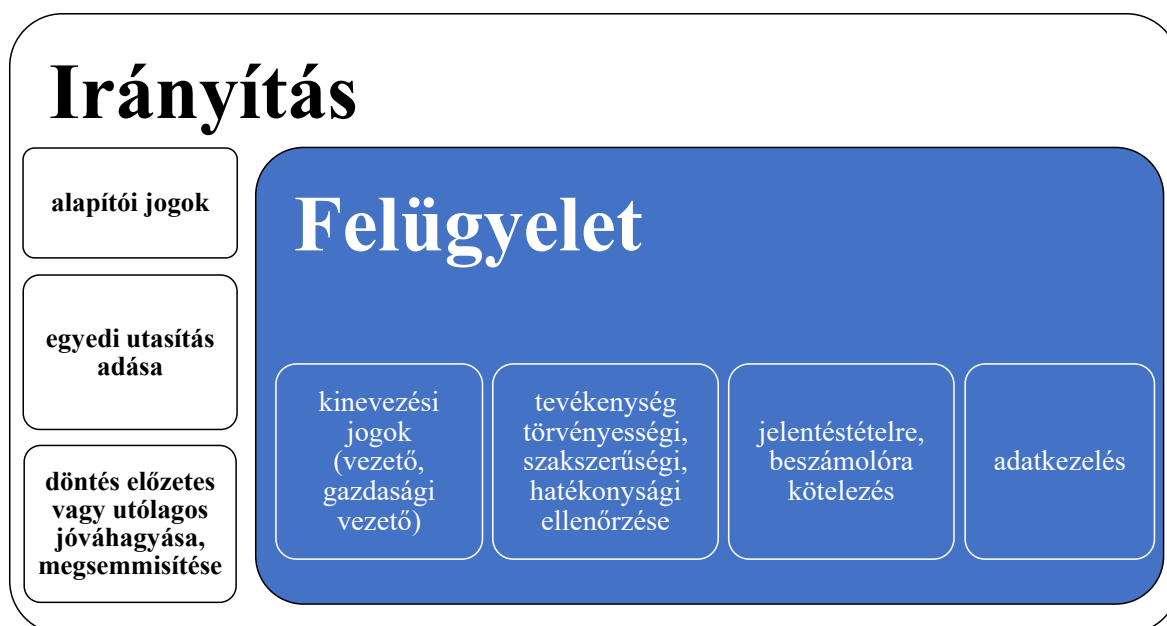 Irányítás
alapítói jogok
egyedi utasítás
adása
döntés előzetes
vagy utólagos
jóváhagyása,
megsemmisítése
Felügyelet
kinevezési
jogok
(vezető,
gazdasági
vezető)
tevékenység
törvényességi,
szakszerűségi,
hatékonysági
ellenőrzése
jelentéstételre,
beszámolóra
kötelezés
adatkezelés